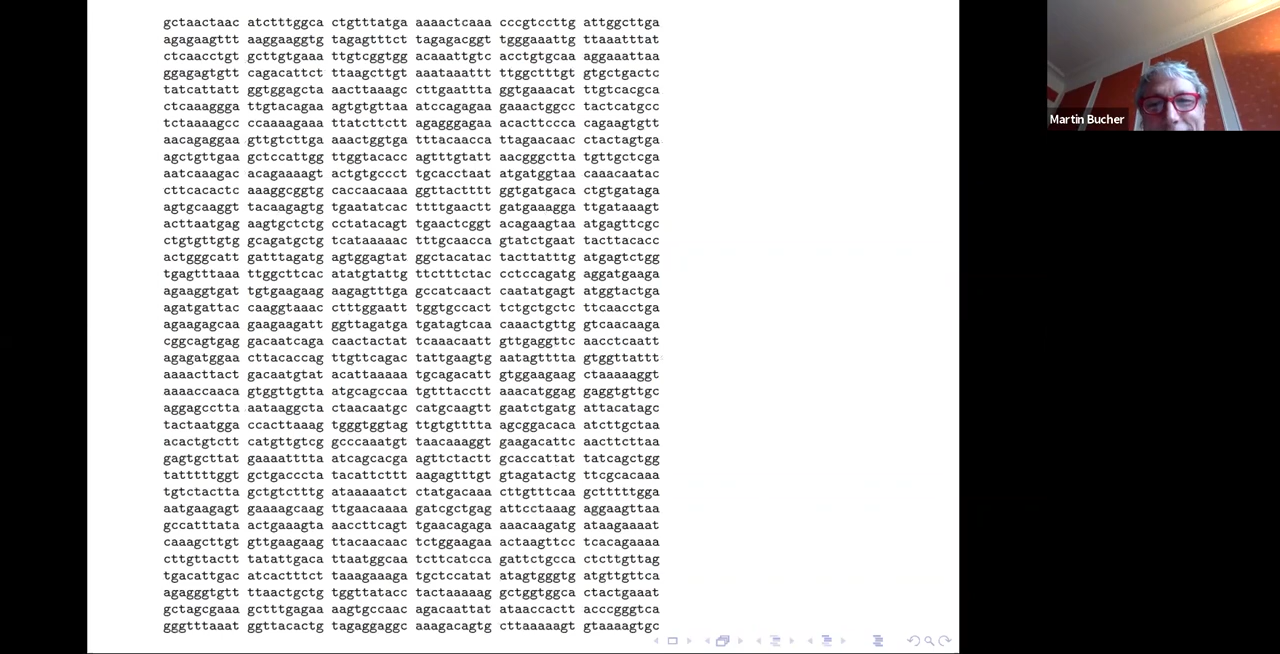 gctaactaac atctttggca ctgtttatga aaaactcaaa cccgtccttg attggcttga
agagaagttt aaggaaggtg tagagtttct tagagacggt tgggaaattg ttaaatttat
ctcaacctgt gcttgtgaaa ttgtcggtgg acaaattgtc acctgtgcaa aggaaattaa
ggagagtgtt cagacattct ttaagcttgt aaataaattt ttggctttgt gtgctgactc
tatcattatt ggtggagcta aacttaaagc cttgaattta ggtgaaacat ttgtcacgca
ctcaaaggga ttgtacagaa agtgtgttaa atccagagaa gaaactggcc tactcatgcc
tctaaaagcc ccaaaagaaa ttatcttctt agagggagaa acacttccca cagaagtgtt
aacagaggaa gttgtcttga aaactggtga tttacaacca ttagaacaac ctactagtga
agctgttgaa gctccattgg ttggtacacc agtttgtatt aacgggctta tgttgctcga
aatcaaagac acagaaaagt actgtgccct tgcacctaat atgatggtaa caaacaatac
cttcacactc aaaggcggtg caccaacaaa ggttactttt ggtgatgaca ctgtgataga
agtgcaaggt tacaagagtg tgaatatcac ttttgaactt gatgaaagga ttgataaagt
acttaatgag aagtgctctg cctatacagt tgaactcggt acagaagtaa atgagttcgc
ctgtgttgtg gcagatgctg tcataaaaac tttgcaacca gtatctgaat tacttacacc
actgggcatt gatttagatg agtggagtat ggctacatac tacttatttg atgagtctgg
tgagtttaaa ttggcttcac atatgtattg ttctttctac cctccagatg aggatgaaga
agaaggtgat tgtgaagaag aagagtttga gccatcaact caatatgagt atggtactga
agatgattac caaggtaaac ctttggaatt tggtgccact tctgctgctc ttcaacctga
agaagagcaa gaagaagatt ggttagatga tgatagtcaa caaactgttg gtcaacaaga
cggcagtgag gacaatcaga caactactat tcaaacaatt gttgaggttc aacctcaatt
agagatggaa cttacaccag ttgttcagac tattgaagtg aatagtttta gtggttattt
aaaacttact gacaatgtat acattaaaaa tgcagacatt gtggaagaag ctaaaaaggt
aaaaccaaca gtggttgtta atgcagccaa tgtttacctt aaacatggag gaggtgttgc
aggagcctta aataaggcta ctaacaatgc catgcaagtt gaatctgatg attacatagc
tactaatgga ccacttaaag tgggtggtag ttgtgtttta agcggacaca atcttgctaa
acactgtctt catgttgtcg gcccaaatgt taacaaaggt gaagacattc aacttcttaa
gagtgcttat gaaaatttta atcagcacga agttctactt gcaccattat tatcagctgg
tatttttggt gctgacccta tacattcttt aagagtttgt gtagatactg ttcgcacaaa
tgtctactta gctgtctttg ataaaaatct ctatgacaaa cttgtttcaa gctttttgga
aatgaagagt gaaaagcaag ttgaacaaaa gatcgctgag attcctaaag aggaagttaa
gccatttata actgaaagta aaccttcagt tgaacagaga aaacaagatg ataagaaaat
caaagcttgt gttgaagaag ttacaacaac tctggaagaa actaagttcc tcacagaaaa
cttgttactt tatattgaca ttaatggcaa tcttcatcca gattctgcca ctcttgttag
tgacattgac atcactttct taaagaaaga tgctccatat atagtgggtg atgttgttca
agagggtgtt ttaactgctg tggttatacc tactaaaaag gctggtggca ctactgaaat
gctagcgaaa gctttgagaa aagtgccaac agacaattat ataaccactt acccgggtca
gggtttaaat ggttacactg tagaggaggc aaagacagtg cttaaaaagt gtaaaagtgc
Martin Bucher